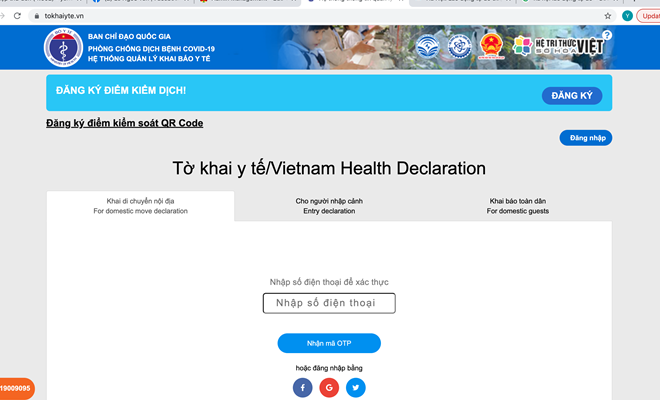 tokhaiyte.vn
Y
Updat
BỘ Y TẾ
BAN CHỈ ĐẠO QUỐC GIA
PHÒNG CHỐNG DỊCH BỆNH COVID-19
HỆ THỐNG QUẢN LÝ KHAI BÁO Y TẾ
HỆ TRI THỨC
SỐ HÓA
VIỆT
?
ĐĂNG KÝ ĐIỂM KIỂM DỊCH!
ĐĂNG KÝ
Đăng ký điểm kiểm soát QR Code
Đăng nhập
Tờ khai y tế/Vietnam Health Declaration
Khai di chuyển nội địa
For domestic move declaration
Cho người nhập cảnh
Entry declaration
Khai báo toàn dân
For domestic guests
Nhập số điện thoại để xác thực
Nhập số điện thoại
Nhận mã OTP
hoặc đăng nhập bằng
19009095